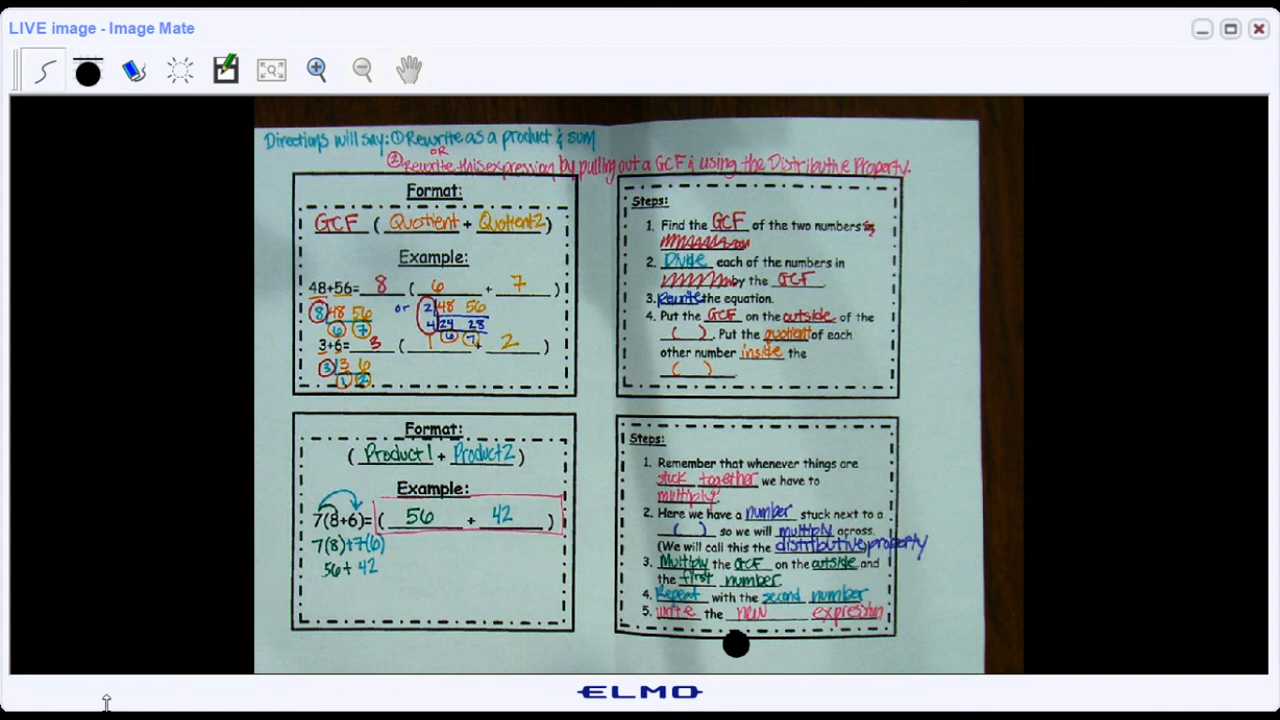 LIVE image - Image Mate
Directions will say: ① Rewrite as a product & sum
OR
② Rewrite this expression by pulling out a GCF & using the Distributive Property.
Format:
GCF ( Quotient + Quotient 2)
Example:
48+56= 8 ( 6 + 7 )
8 48 56 or 2 48 56
6 7 4 24 28
6 7
3+6= 3 ( 1 + 2 )
3 3 6
1 2
Steps:
1. Find the GCF of the two numbers
2. Divide each of the numbers in
by the GCF.
3. Rewrite the equation.
4. Put the GCF on the outside of the
( ). Put the quotient of each
other number inside the
( ).
Format:
( Product 1 + Product 2 )
Example:
7(8+6)= ( 56 + 42 )
7(8)+7(6)
56+ 42
Steps:
1. Remember that whenever things are
stuck together we have to
multiply.
2. Here we have a number stuck next to a
( ) so we will multiply across.
(We will call this the distributive property
3. Multiply the GCF on the outside and
the first number.
4. Repeat with the second number
5. write the new expression
ELMO